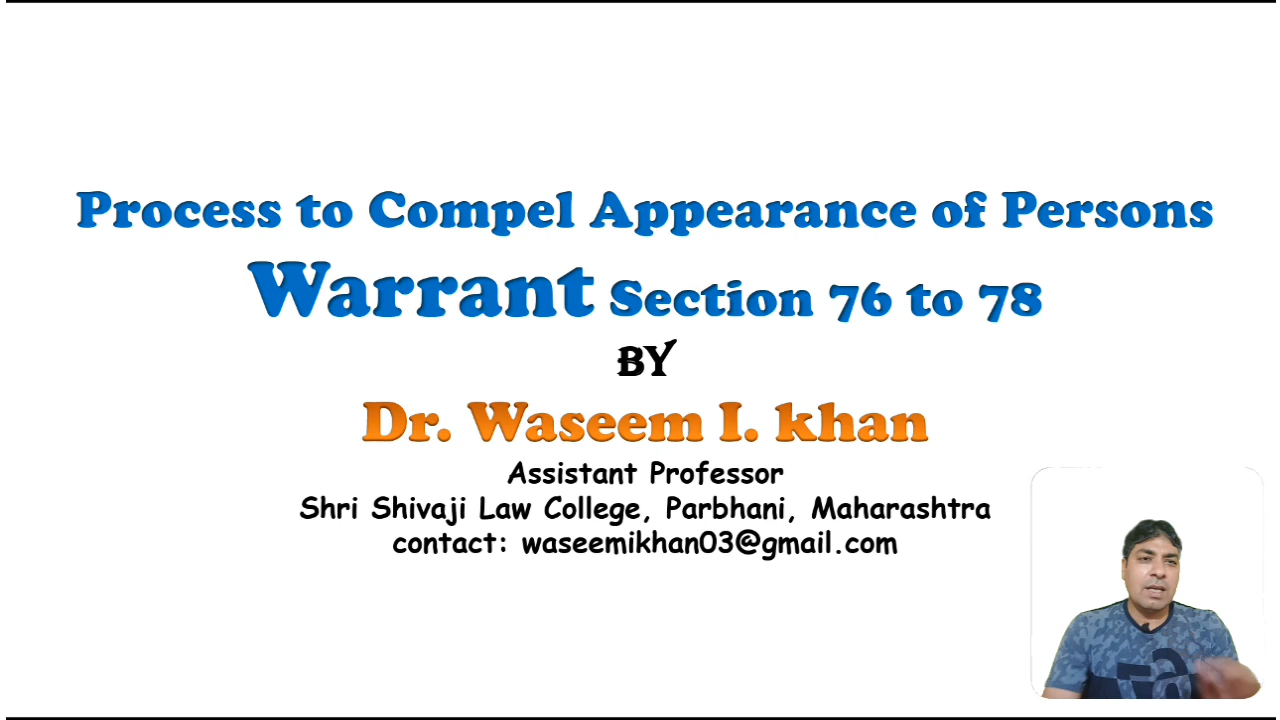 Process to Compel Appearance of Persons
Warrant Section 76 to 78
BY
Dr. Waseem I. khan
Assistant Professor
Shri Shivaji Law College, Parbhani, Maharashtra
contact: waseemikhan03@gmail.com